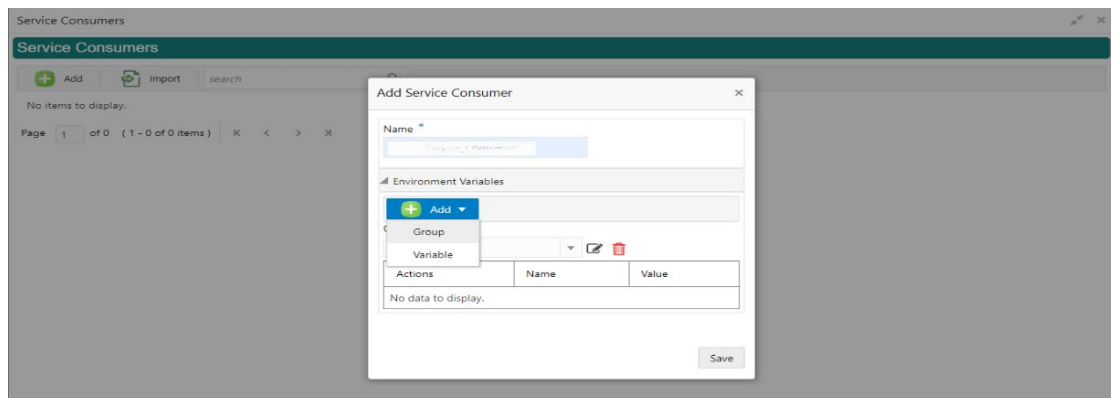 Service Consumers
Service Consumers
Add Import search
No items to display.
Page 1 of 0 (1 - 0 of 0 items) K < > X
Add Service Consumer ×
Name *
Service_Consumer
Environment Variables
Add
Group
Variable
Actions Name Value
No data to display.
Save